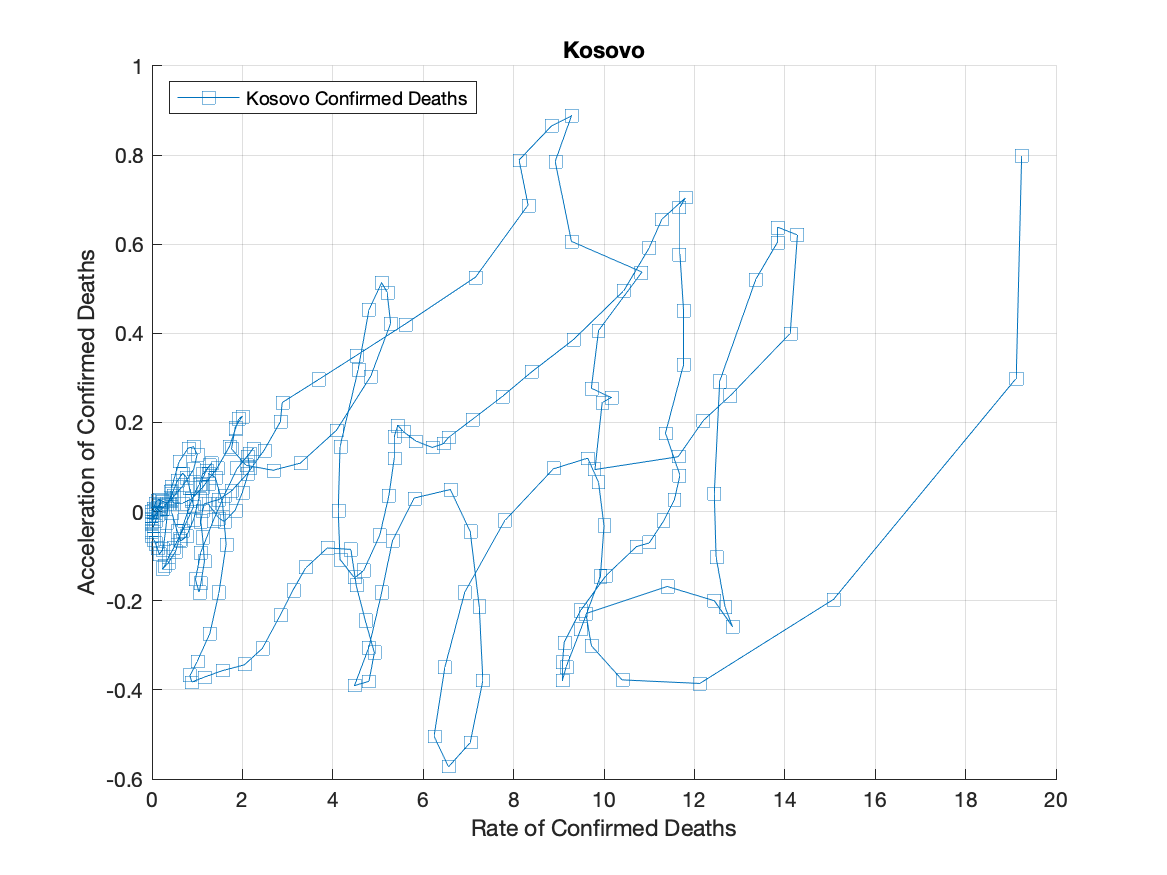 Kosovo
Kosovo Confirmed Deaths
Acceleration of Confirmed Deaths
1
0.8
0.6
0.4
0.2
0
-0.2
-0.4
-0.6
0 2 4 6 8 10 12 14 16 18 20
Rate of Confirmed Deaths